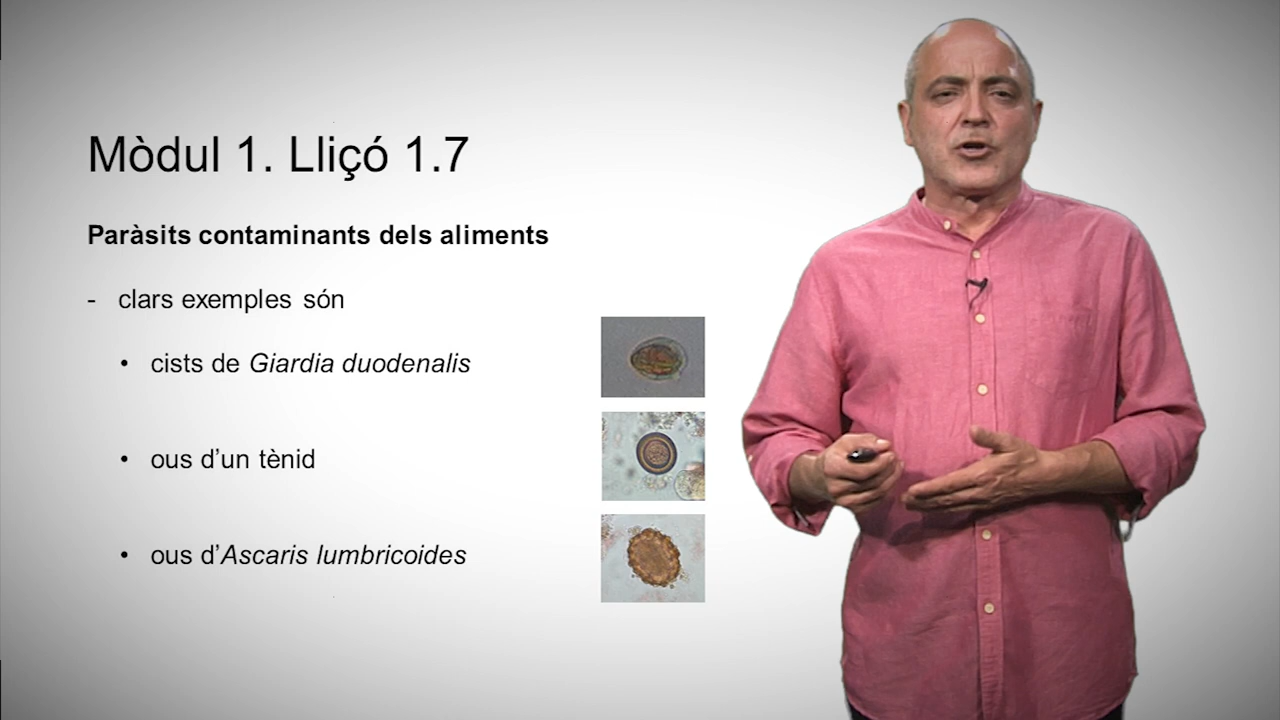 Mòdul 1. Lliçó 1.7
Paràsits contaminants dels aliments
- clars exemples són
• cists de Giardia duodenalis
• ous d’un tènid
• ous d’Ascaris lumbricoides